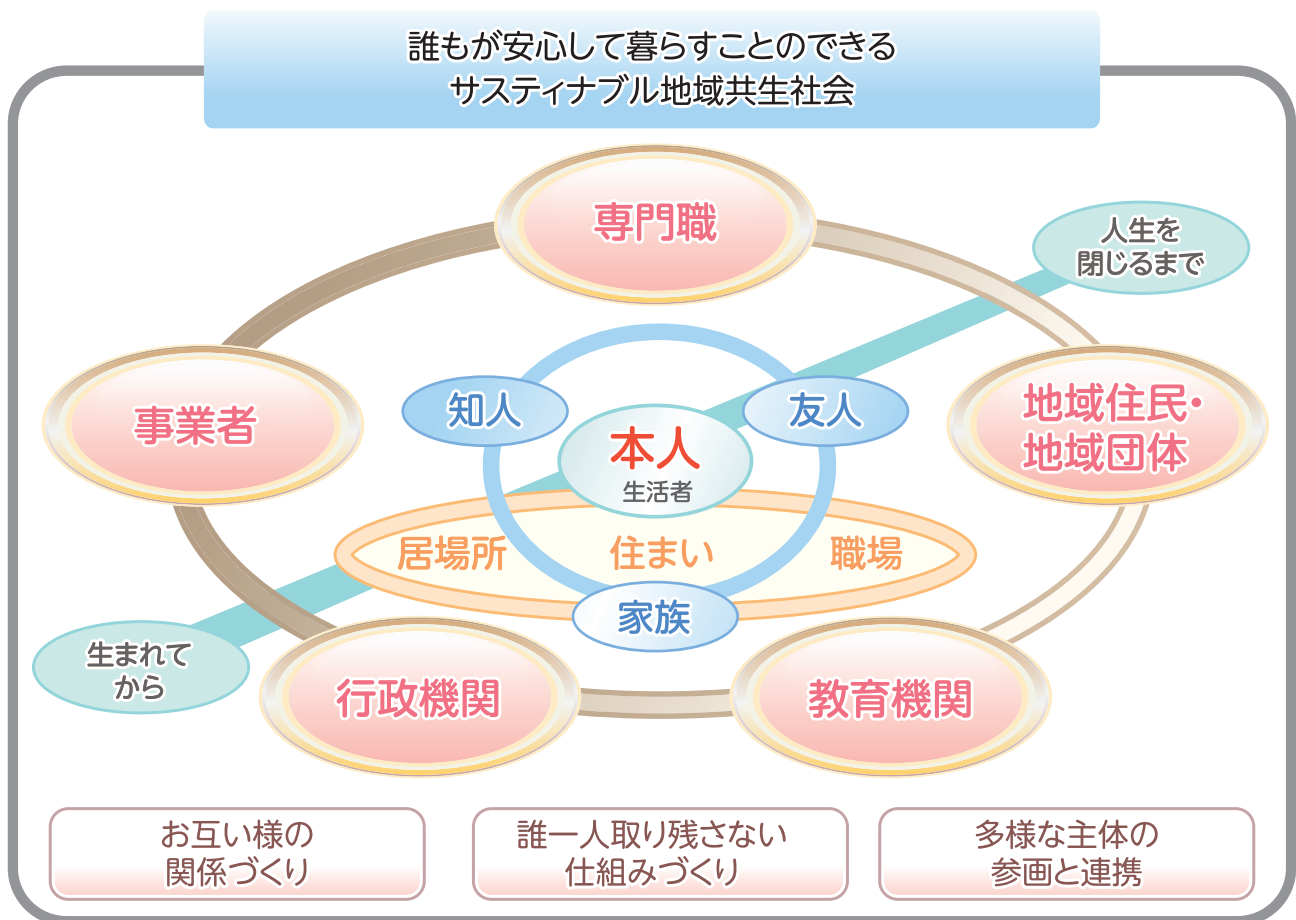 誰もが安心して暮らすことのできる
サスティナブル地域共生社会
専門職
人生を
閉じるまで
事業者
知人
友人
地域住民・
地域団体
本人
生活者
居場所
住まい
職場
家族
生まれて
から
行政機関
教育機関
お互い様の
関係づくり
誰一人取り残さない
仕組みづくり
多様な主体の
参画と連携